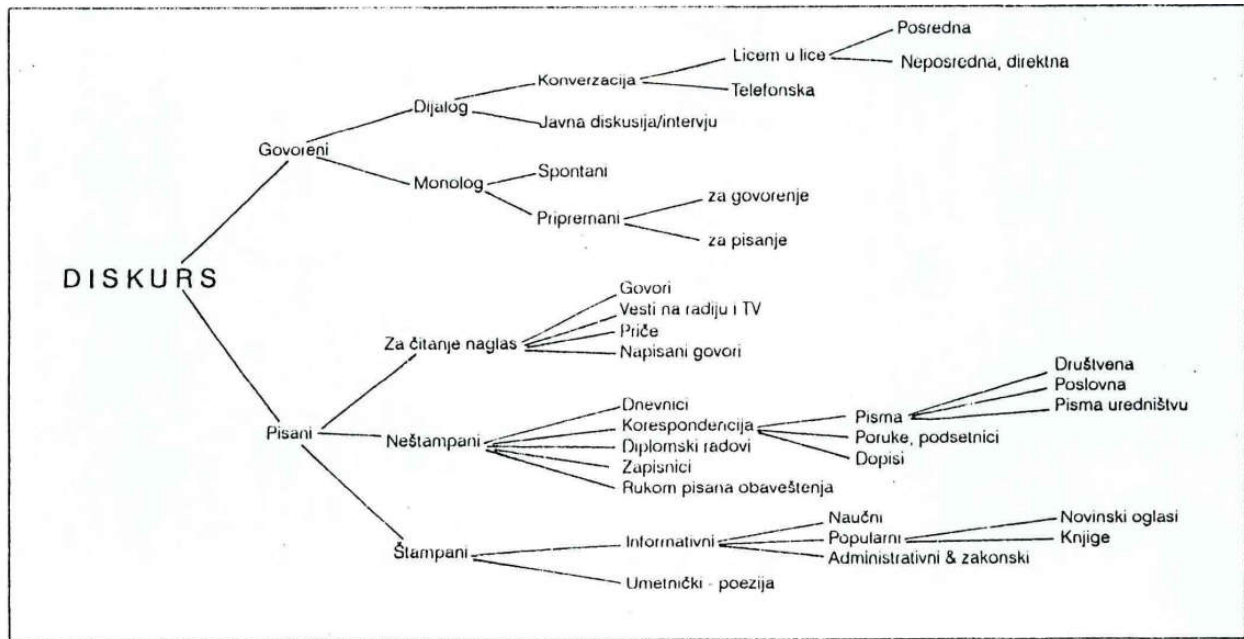 Posredna
Licem u lice
Neposredna, direktna
Konverzacija
Telefonska
Dijalog
Javna diskusija/intervju
Govoreni
Spontani
Monolog
za govorenje
Pripremani
za pisanje
DISKURS
Govori
Vesti na radiju i TV
Za čitanje naglas
Priče
Napisani govori
Društvena
Poslovna
Dnevnici
Pisma uredništvu
Korespondencija
Pisma
Pisani
Neštampani
Diplomski radovi
Poruke, podsetnici
Zapisnici
Dopisi
Rukom pisana obaveštenja
Naučni
Novinski oglasi
Informativni
Popularni
Knjige
Štampani
Administrativni & zakonski
Umetnički - poezija